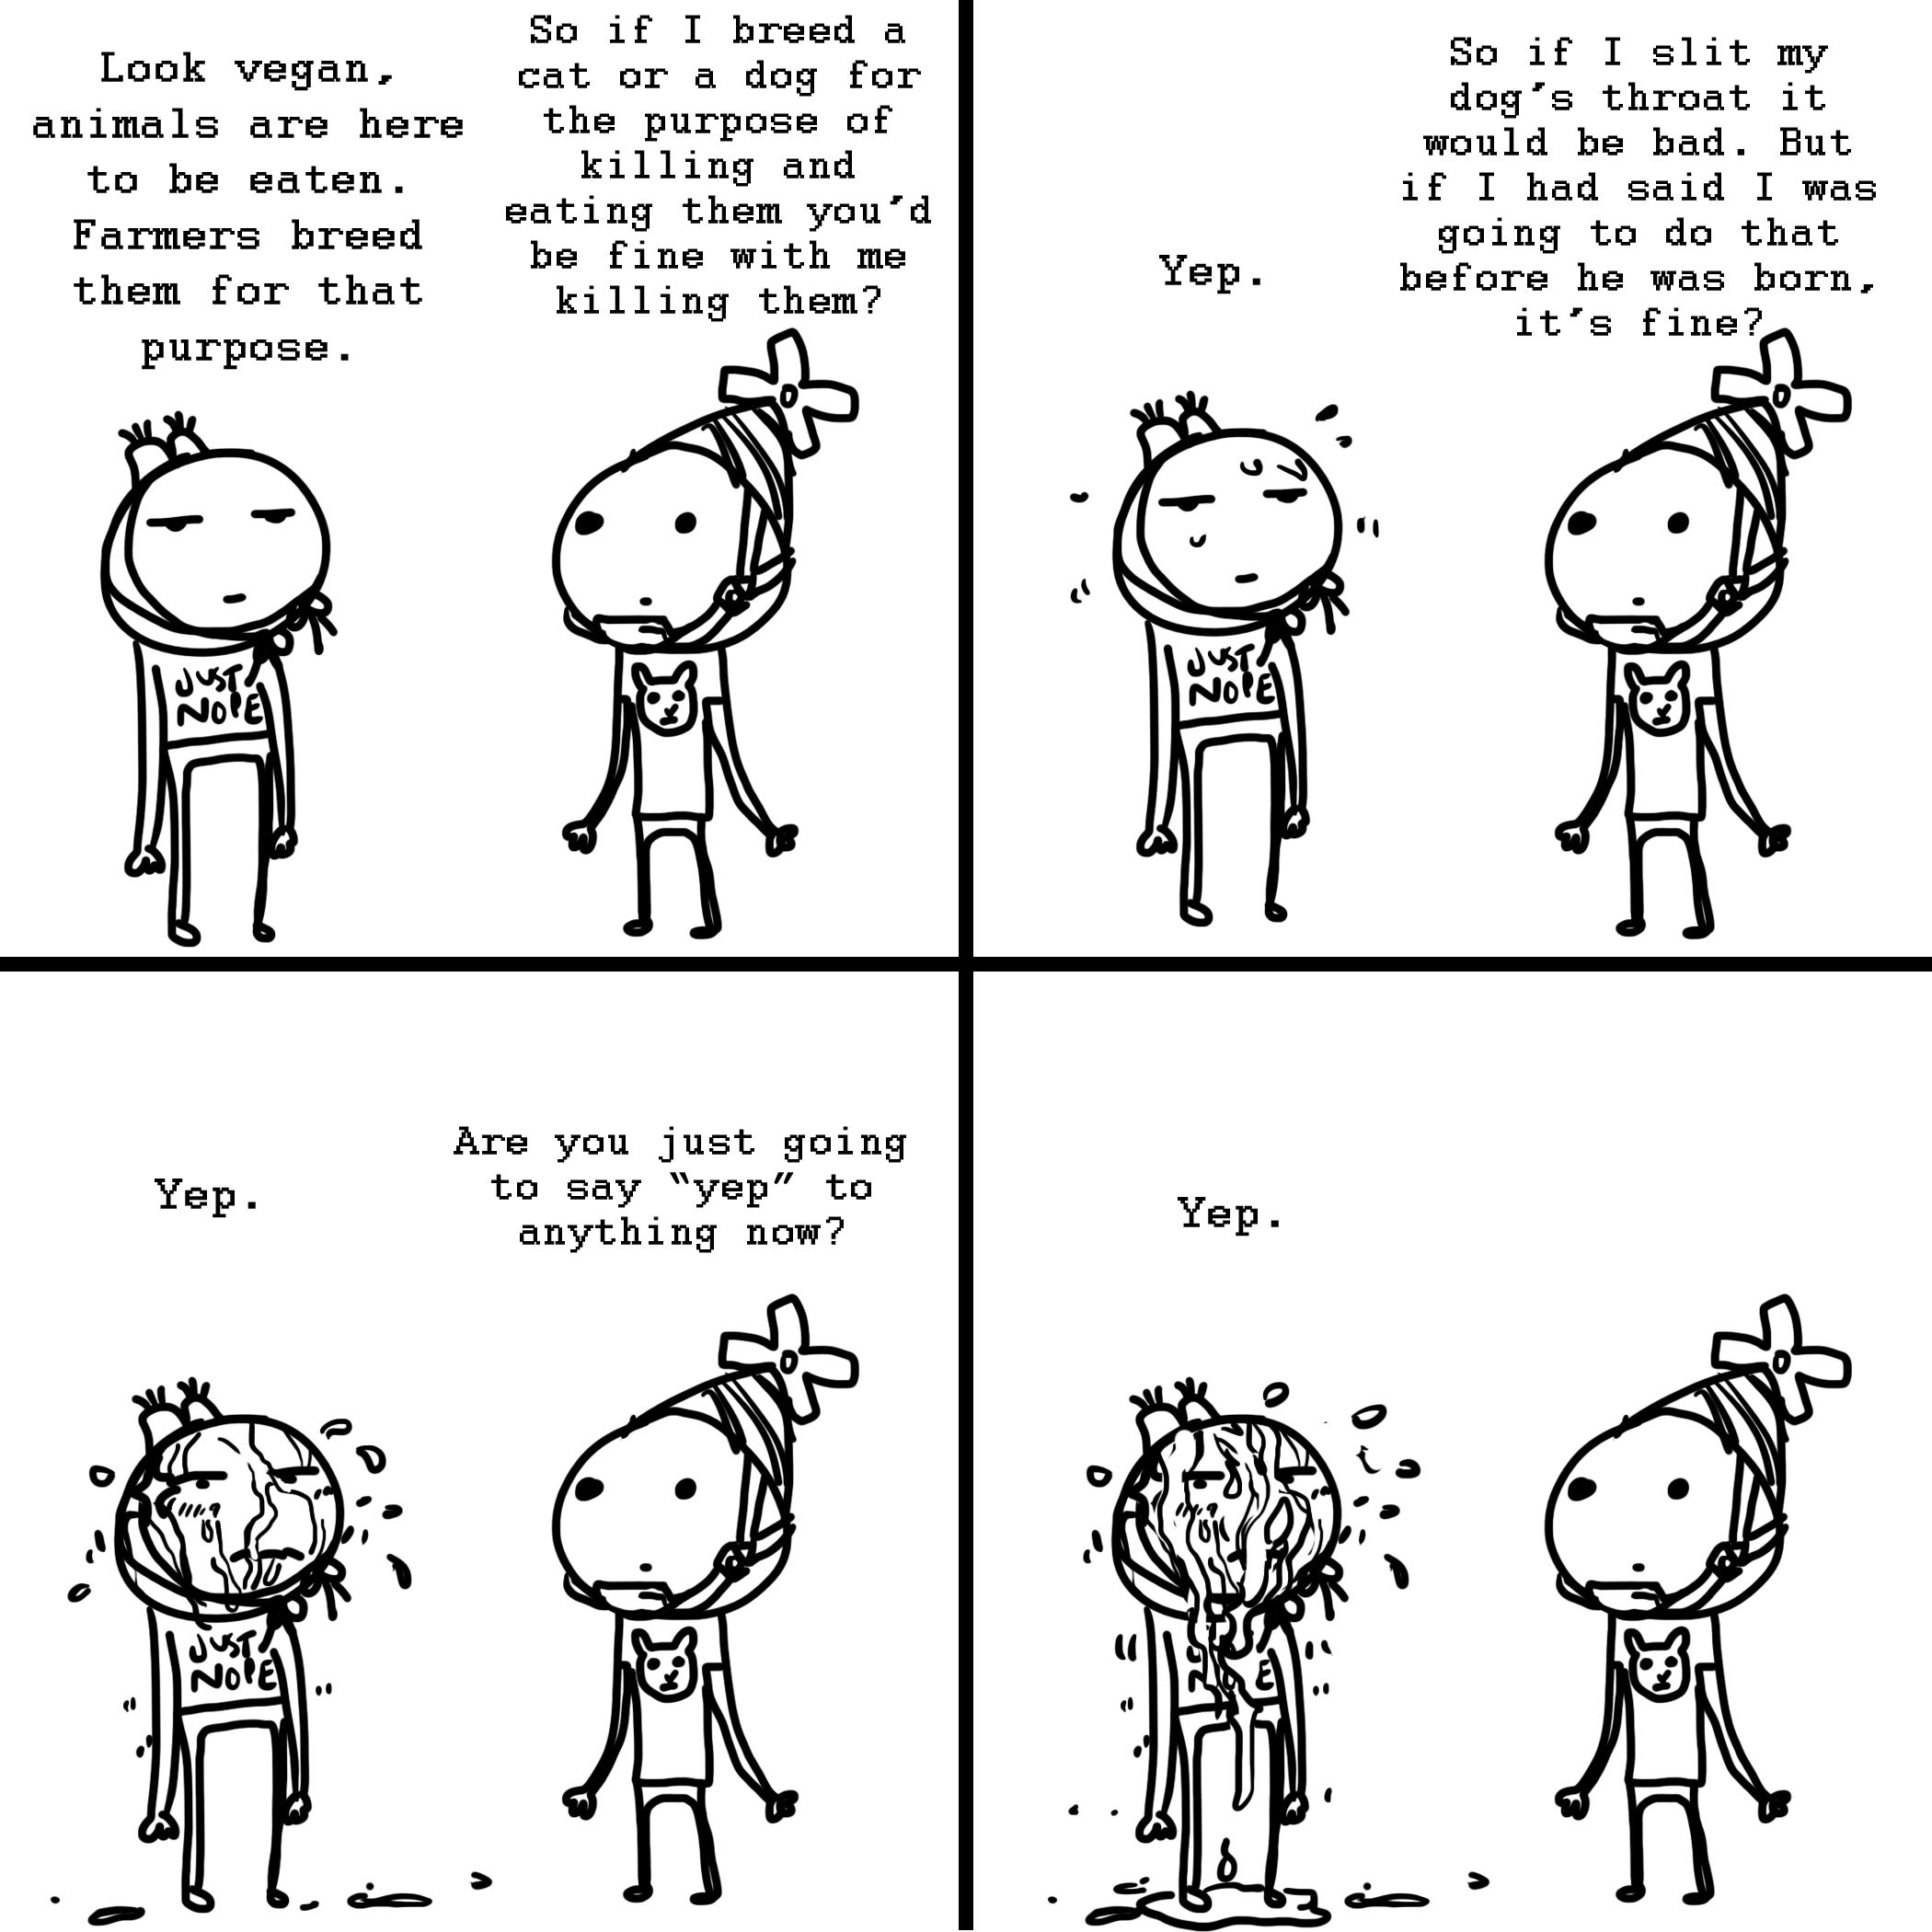 Look vegan,
animals are here
to be eaten.
Farmers breed
them for that
purpose.
So if I breed a
cat or a dog for
the purpose of
killing and
eating them you'd
be fine with me
killing them?
JUST
NOPE
Yep.
So if I slit my
dog's throat it
would be bad. But
if I had said I was
going to do that
before he was born,
it's fine?
JUST
NOPE
Yep.
Are you just going
to say “yep” to
anything now?
JUST
NOPE
Yep.